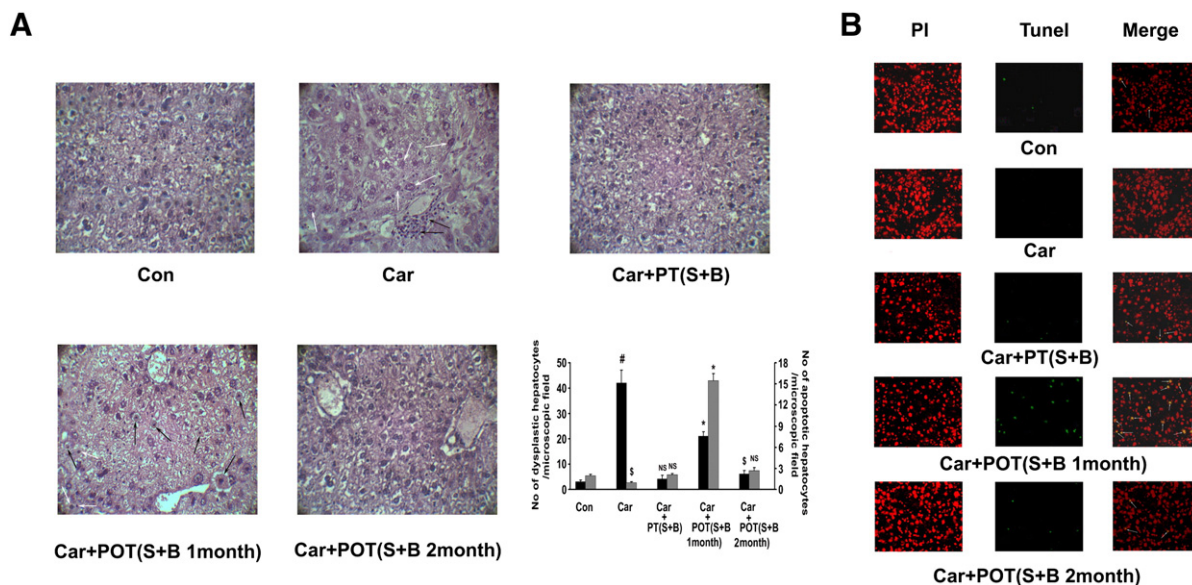 A
Con
Car
Car+PT(S+B)
Car+POT(S+B 1month)
Car+POT(S+B 2month)
No of dysplastic hepatocytes
/microscopic field
50
40
30
20
10
0
#
$
NS NS
*
*
$ NS
18
15
12
9
6
3
0
No of apoptotic hepatocytes
/microscopic field
Con
Car
Car
+
PT(S+B)
Car
+
POT(S+B
1month)
Car
+
POT(S+B
2month)
B
PI Tunel Merge
Con
Car
Car+PT(S+B)
Car+POT(S+B 1month)
Car+POT(S+B 2month)